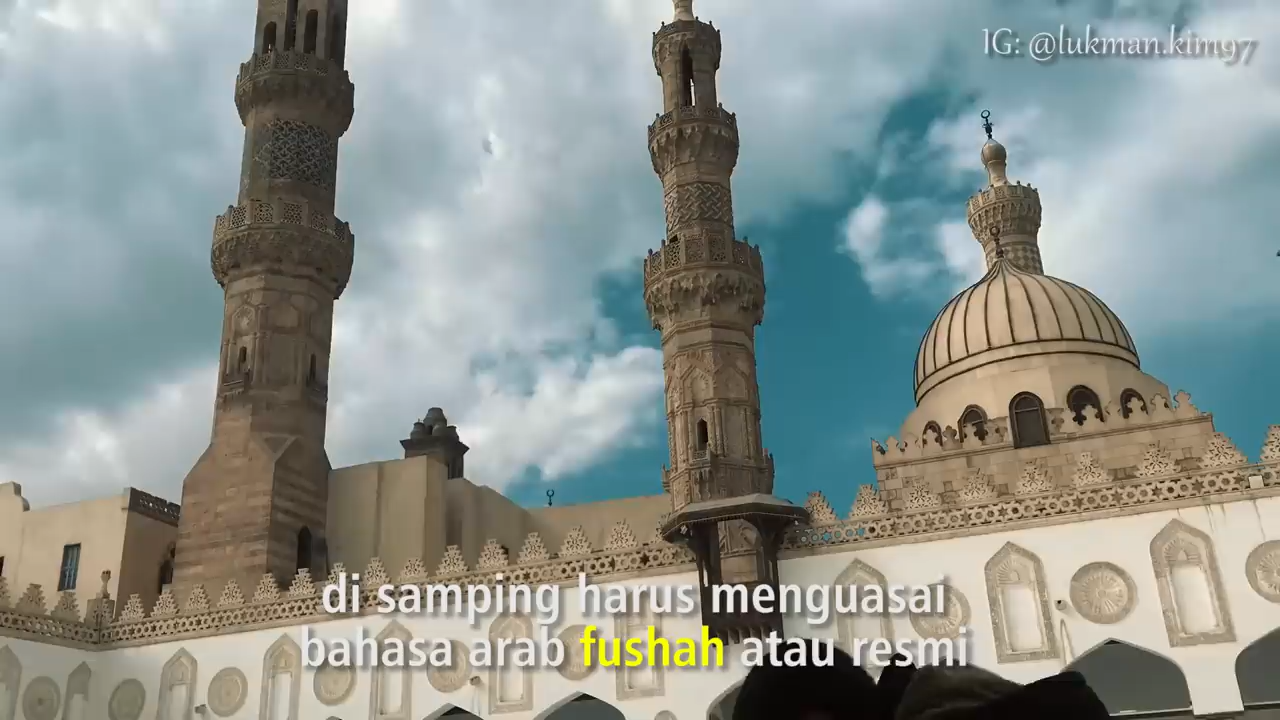 IG: @lukman.kim97
di samping harus menguasai
bahasa arab fushah atau resmi